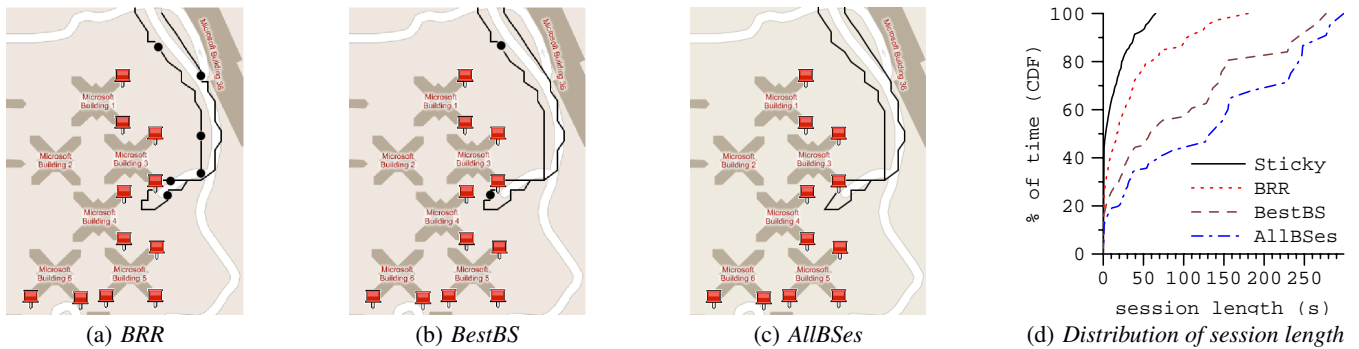 Microsoft Building 36
Microsoft
Building 1
Microsoft
Building 2
Microsoft
Building 3
Microsoft
Building 4
Microsoft
Building 6
Microsoft
Building 5
(a) BRR
Microsoft Building 36
Microsoft
Building 1
Microsoft
Building 2
Microsoft
Building 3
Microsoft
Building 4
Microsoft
Building 6
Microsoft
Building 5
(b) BestBS
Microsoft Building 36
Microsoft
Building 1
Microsoft
Building 2
Microsoft
Building 3
Microsoft
Building 4
Microsoft
Building 6
Microsoft
Building 5
(c) AllBSes
% of time (CDF)
100
80
60
40
20
0
Sticky
BRR
BestBS
AllBSes
0 50 100 150 200 250
session length (s)
(d) Distribution of session length